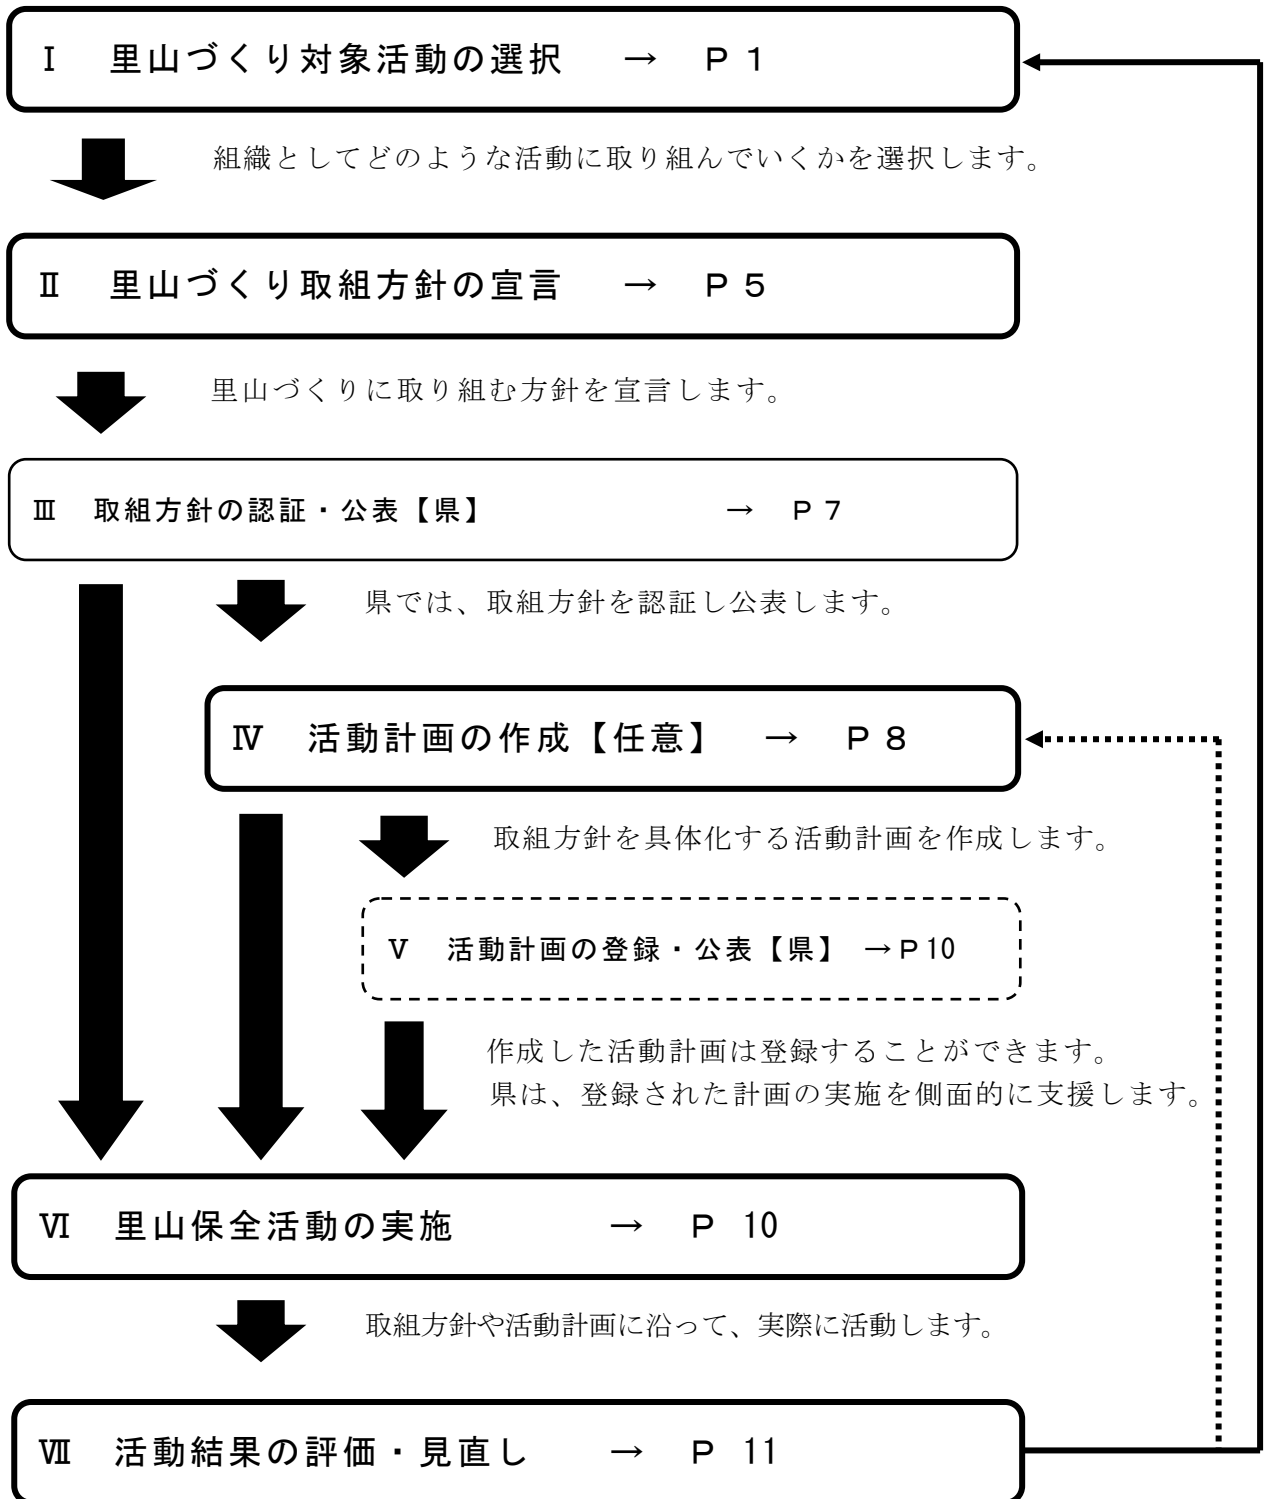 Ⅰ　里山づくり対象活動の選択　→　Ｐ１
組織としてどのような活動に取り組んでいくかを選択します。
Ⅱ　里山づくり取組方針の宣言　→　Ｐ５
里山づくりに取り組む方針を宣言します。
Ⅲ　取組方針の認証・公表【県】　→　Ｐ７
県では、取組方針を認証し公表します。
Ⅳ　活動計画の作成【任意】　→　Ｐ８
取組方針を具体化する活動計画を作成します。
Ⅴ　活動計画の登録・公表【県】　→Ｐ10
作成した活動計画は登録することができます。
県は、登録された計画の実施を側面的に支援します。
Ⅵ　里山保全活動の実施　→　Ｐ 10
取組方針や活動計画に沿って、実際に活動します。
Ⅶ　活動結果の評価・見直し　→　Ｐ 11